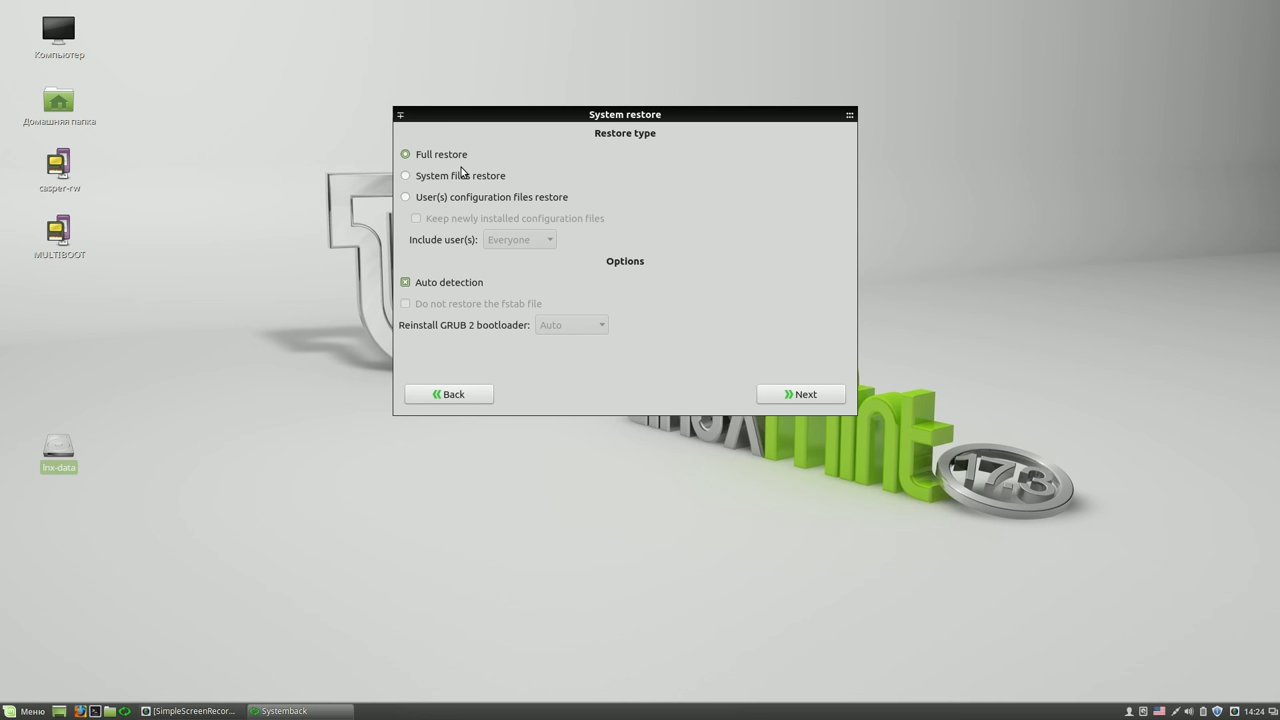 Компьютер
Домашняя папка
casper-rw
MULTIBOOT
lnx-data
System restore
Restore type
Full restore
System files restore
User(s) configuration files restore
Keep newly installed configuration files
Include user(s): Everyone
Options
Auto detection
Do not restore the fstab file
Reinstall GRUB 2 bootloader: Auto
Back
Next
mint
17.3
Меню
[SimpleScreenRecor...
Systemback
14:24